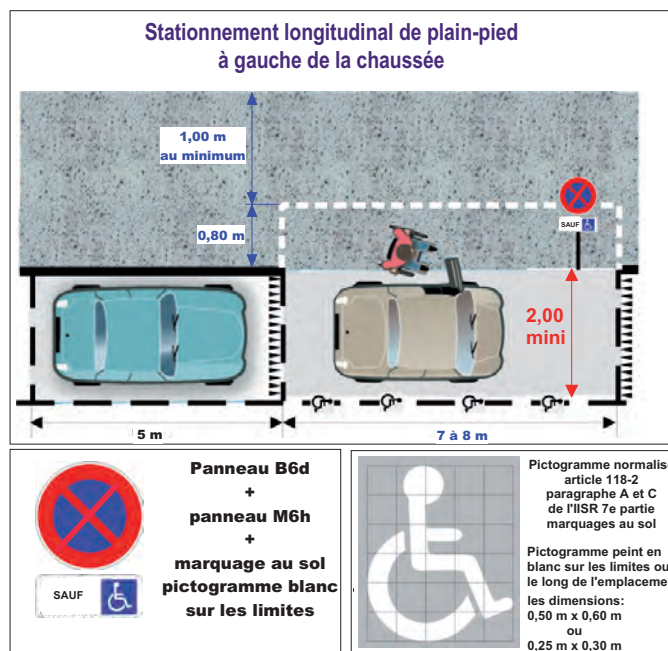 Stationnement longitudinal de plain-pied
à gauche de la chaussée
1,00 m
au minimum
0,80 m
SAUF
2,00
mini
5 m
7 à 8 m
Panneau B6d
+
panneau M6h
+
marquage au sol
pictogramme blanc
sur les limites
SAUF
Pictogramme normalis
article 118-2
paragraphe A et C
de l'IISR 7e partie
marquages au sol
Pictogramme peint en
blanc sur les limites ou
le long de l'emplaceme
les dimensions:
0,50 m x 0,60 m
ou
0,25 m x 0,30 m